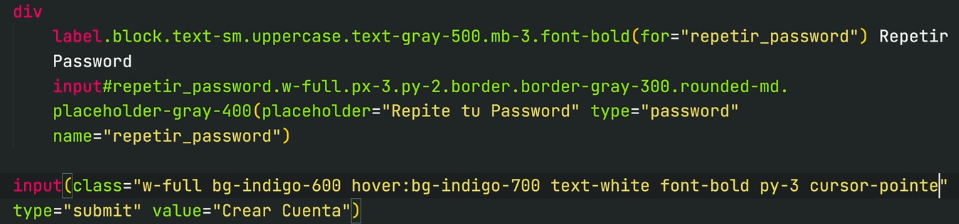 div
label.block.text-sm.uppercase.text-gray-500.mb-3.font-bold(for="repetir_password") Repetir
Password
input#repetir_password.w-full.px-3.py-2.border.border-gray-300.rounded-md.
placeholder-gray-400(placeholder="Repite tu Password" type="password"
name="repetir_password")
input(class="w-full bg-indigo-600 hover:bg-indigo-700 text-white font-bold py-3 cursor-pointe"
type="submit" value="Crear Cuenta")